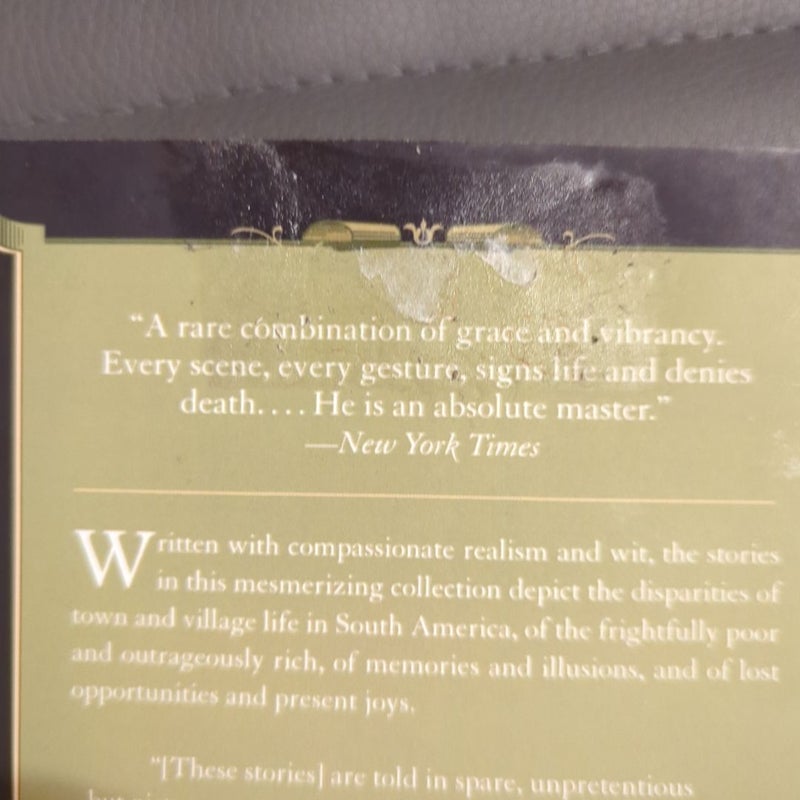 “A rare combination of grace and vibrancy.
Every scene, every gesture, signs life and denies
death.... He is an absolute master.”
—New York Times
Written with compassionate realism and wit, the stories
in this mesmerizing collection depict the disparities of
town and village life in South America, of the frightfully poor
and outrageously rich, of memories and illusions, and of lost
opportunities and present joys.
“[These stories] are told in spare, unpretentious